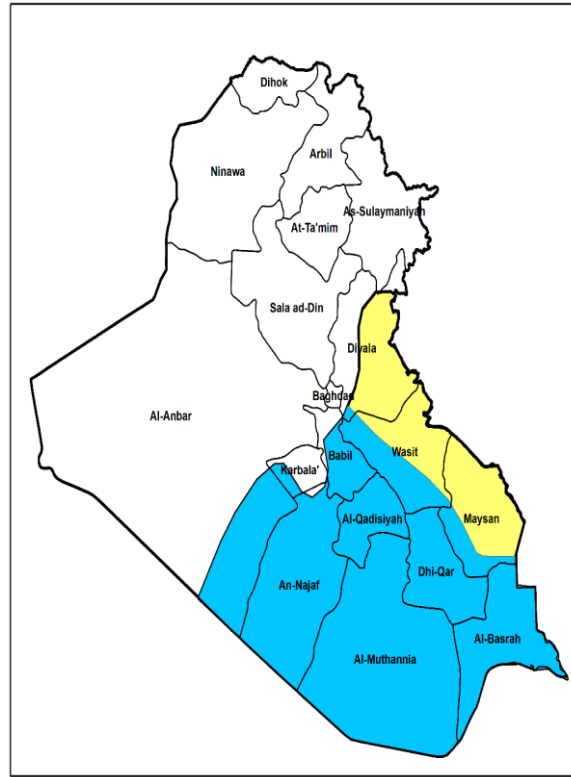 Dihok
Arbil
Ninawa
As-Sulaymaniyah
At-Ta'mim
Sala ad-Din
Diyala
Baghdad
Al-Anbar
Wasit
Babil
Karbala'
Maysan
Al-Qadisiyah
Dhi-Qar
An-Najaf
Al-Basrah
Al-Muthannia